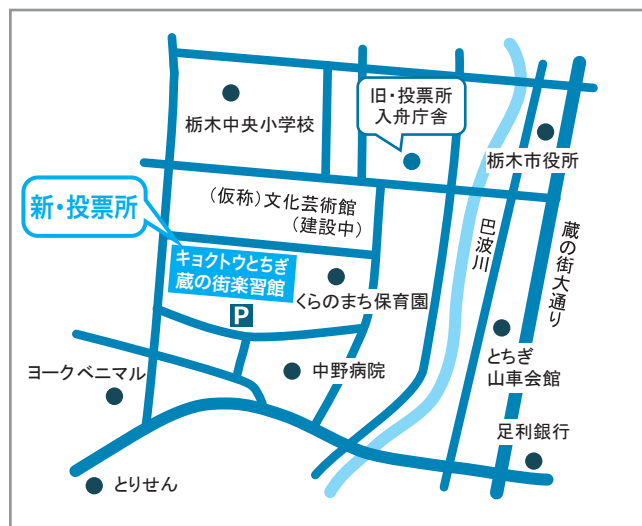 旧・投票所
入舟庁舎
栃木中央小学校
栃木市役所
(仮称)文化芸術館
(建設中)
新・投票所
キョクトウとちぎ
蔵の街楽習館
巴波川
蔵の街大通り
くらのまち保育園
P
とちぎ
山車会館
ヨークベニマル
中野病院
足利銀行
とりせん